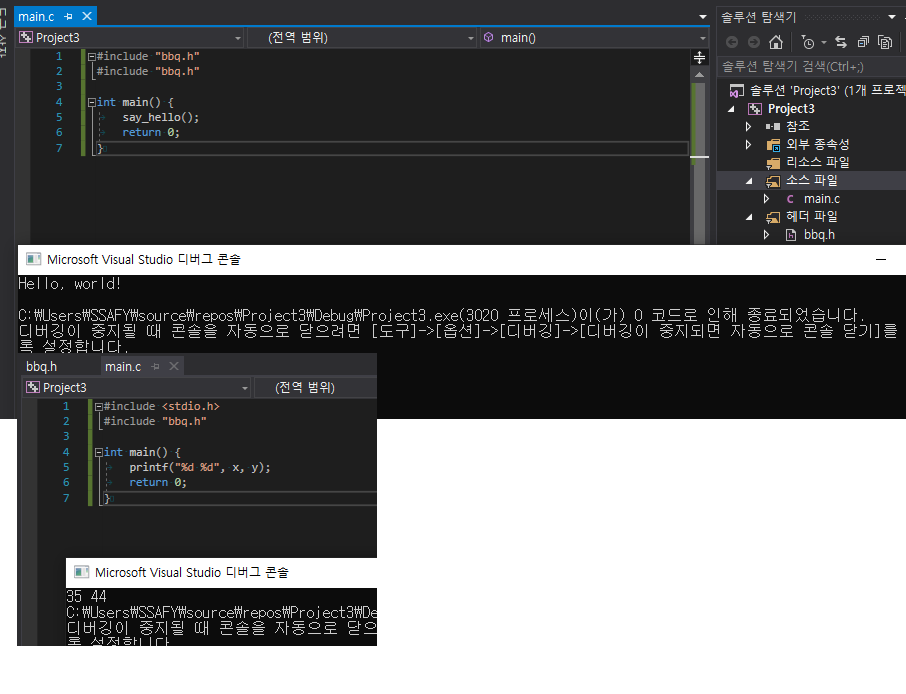 main.c
Project3
(전역 범위)
main()
1 #include "bbq.h"
2 #include "bbq.h"
3
4 int main() {
5 say_hello();
6 return 0;
7 }
솔루션 탐색기
솔루션 탐색기 검색(Ctrl+;)
솔루션 'Project3' (1개 프로젝
Project3
참조
외부 종속성
리소스 파일
소스 파일
main.c
헤더 파일
bbq.h
Microsoft Visual Studio 디버그 콘솔
Hello, world!
C:\Users\SSAFY\source\repos\Project3\Debug\Project3.exe(3020 프로세스)이(가) 0 코드로 인해 종료되었습니다.
디버깅이 중지될 때 콘솔을 자동으로 닫으려면 [도구]->[옵션]->[디버깅]->[디버깅이 중지되면 자동으로 콘솔 닫기]를
록 설정합니다.
bbq.h main.c
Project3
(전역 범위)
1 #include <stdio.h>
2 #include "bbq.h"
3
4 int main() {
5 printf("%d %d", x, y);
6 return 0;
7 }
Microsoft Visual Studio 디버그 콘솔
35 44
C:\Users\SSAFY\source\repos\Project3\De
디버깅이 중지될 때 콘솔을 자동으로 닫으
록 설정합니다